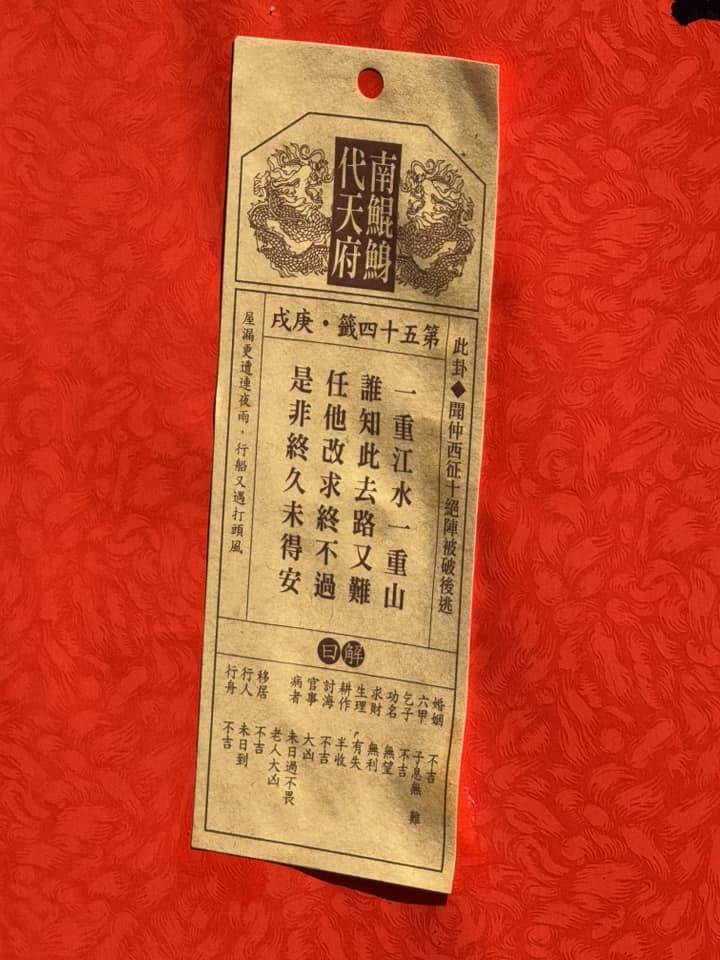 南鯤鯓
代天府
第五十四籤・庚戌
此卦◆聞仲西征十絕陣被破後逃
一重江水一重山
誰知此去路又難
任他改求終不過
是非終久未得安
屋漏更遭連夜雨，行船又遇打頭風
解曰
婚姻 不吉
六甲 子息無 難
乞子 不吉
功名 無望
求財 無利
生理 有失
耕作 半收
討海 不吉
官事 大凶
病者 未日過不畏
老人大凶
移居 不吉
行人 未日到
行舟 不吉